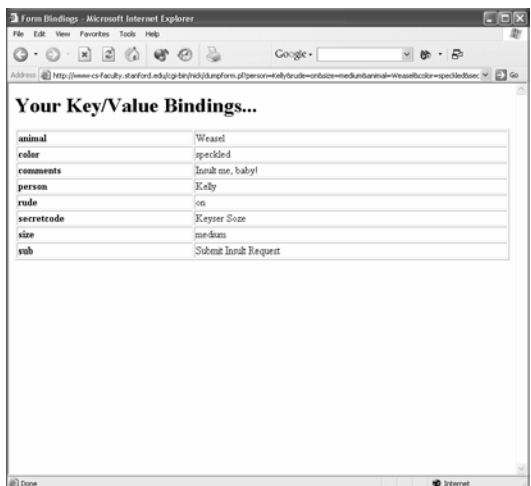 Form Bindings - Microsoft Internet Explorer
File Edit View Favorites Tools Help
Google
Address http://www-cs-faculty.stanford.edu/cgi-bin/nick/dumpform.pl?person=Kelly&rude=on&size=medium&animal=Weasel&color=speckled&sec Go
Your Key/Value Bindings...
animal Weasel
color speckled
comments Insult me, baby!
person Kelly
rude on
secretcode Keyser Soze
size medium
sub Submit Insult Request
Done Internet